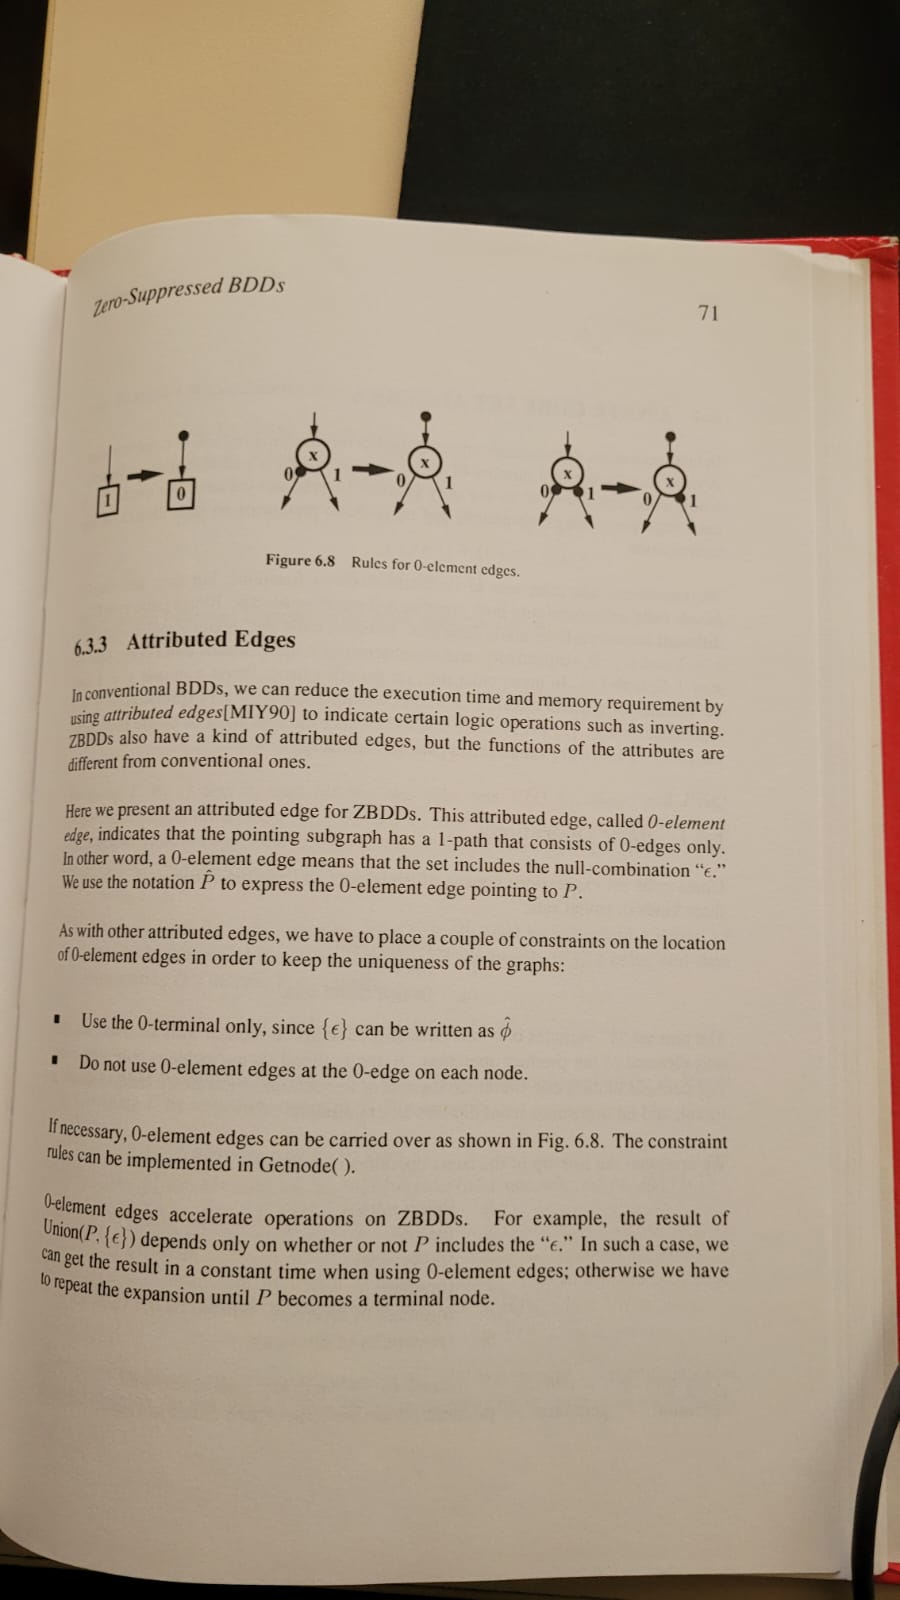 Zero-Suppressed BDDs
71
1 0
x 0 1 x 0 1
x 0 1 x 0 1
Figure 6.8 Rules for 0-element edges.
6.3.3 Attributed Edges
In conventional BDDs, we can reduce the execution time and memory requirement by
using attributed edges[MIY90] to indicate certain logic operations such as inverting.
ZBDDs also have a kind of attributed edges, but the functions of the attributes are
different from conventional ones.
Here we present an attributed edge for ZBDDs. This attributed edge, called 0-element
edge, indicates that the pointing subgraph has a 1-path that consists of 0-edges only.
In other word, a 0-element edge means that the set includes the null-combination “ϵ.”
We use the notation P̂ to express the 0-element edge pointing to P.
As with other attributed edges, we have to place a couple of constraints on the location
of 0-element edges in order to keep the uniqueness of the graphs:
▪ Use the 0-terminal only, since {ϵ} can be written as ϕ̂
▪ Do not use 0-element edges at the 0-edge on each node.
If necessary, 0-element edges can be carried over as shown in Fig. 6.8. The constraint
rules can be implemented in Getnode( ).
0-element edges accelerate operations on ZBDDs. For example, the result of
Union(P, {ϵ}) depends only on whether or not P includes the “ϵ.” In such a case, we
can get the result in a constant time when using 0-element edges; otherwise we have
to repeat the expansion until P becomes a terminal node.